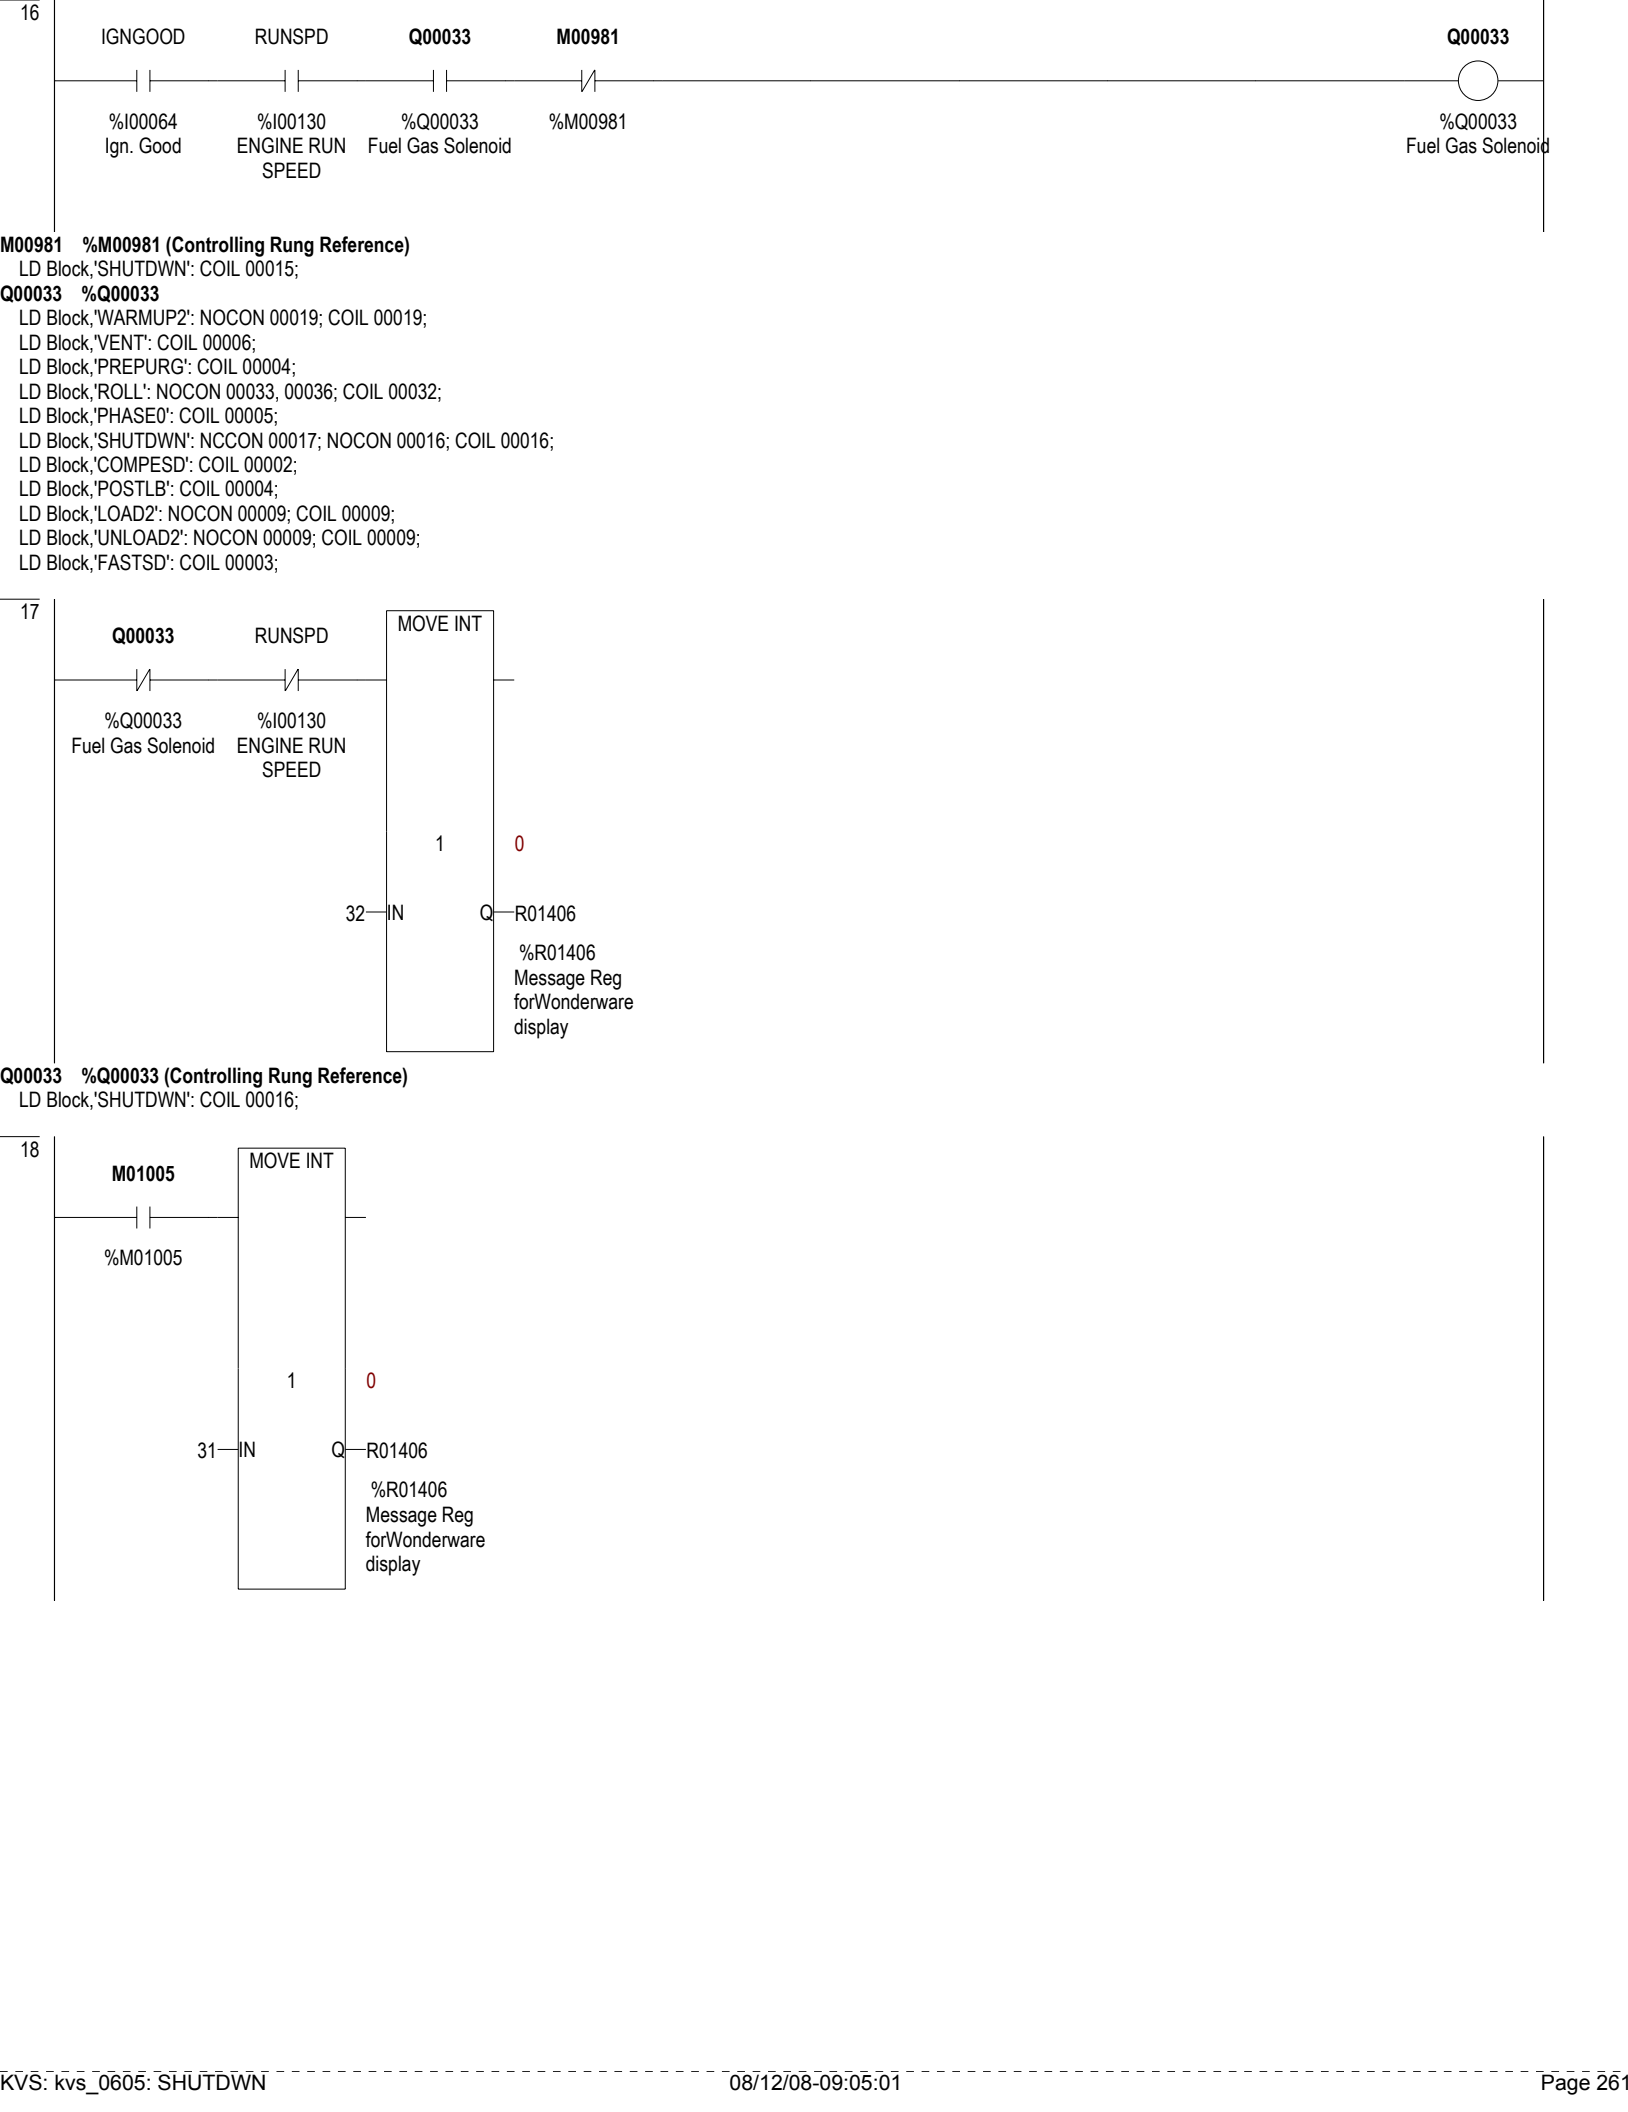 16
IGNGOOD RUNSPD Q00033 M00981 Q00033
%I00064 %I00130 %Q00033 %M00981 %Q00033
Ign. Good ENGINE RUN Fuel Gas Solenoid Fuel Gas Solenoid
SPEED
M00981 %M00981 (Controlling Rung Reference)
LD Block,'SHUTDWN': COIL 00015;
Q00033 %Q00033
LD Block,'WARMUP2': NOCON 00019; COIL 00019;
LD Block,'VENT': COIL 00006;
LD Block,'PREPURG': COIL 00004;
LD Block,'ROLL': NOCON 00033, 00036; COIL 00032;
LD Block,'PHASE0': COIL 00005;
LD Block,'SHUTDWN': NCCON 00017; NOCON 00016; COIL 00016;
LD Block,'COMPESD': COIL 00002;
LD Block,'POSTLB': COIL 00004;
LD Block,'LOAD2': NOCON 00009; COIL 00009;
LD Block,'UNLOAD2': NOCON 00009; COIL 00009;
LD Block,'FASTSD': COIL 00003;
17
MOVE INT
Q00033 RUNSPD
%Q00033 %I00130
Fuel Gas Solenoid ENGINE RUN
SPEED
1 0
32 IN Q R01406
%R01406
Message Reg
forWonderware
display
Q00033 %Q00033 (Controlling Rung Reference)
LD Block,'SHUTDWN': COIL 00016;
18
MOVE INT
M01005
%M01005
1 0
31 IN Q R01406
%R01406
Message Reg
forWonderware
display
KVS: kvs_0605: SHUTDWN 08/12/08-09:05:01 Page 261